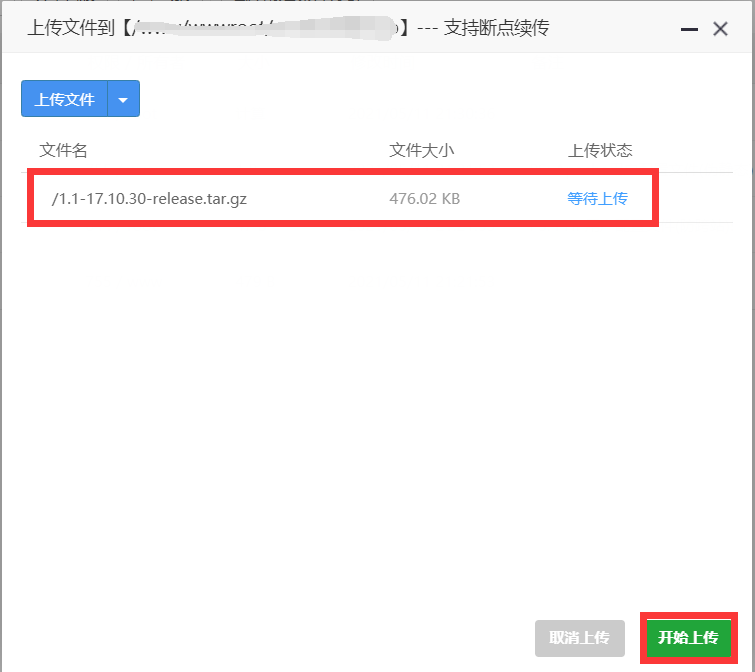 上传文件到【/www/wwwroot/ 】--- 支持断点续传
上传文件
文件名 文件大小 上传状态
/1.1-17.10.30-release.tar.gz 476.02 KB 等待上传
取消上传 开始上传